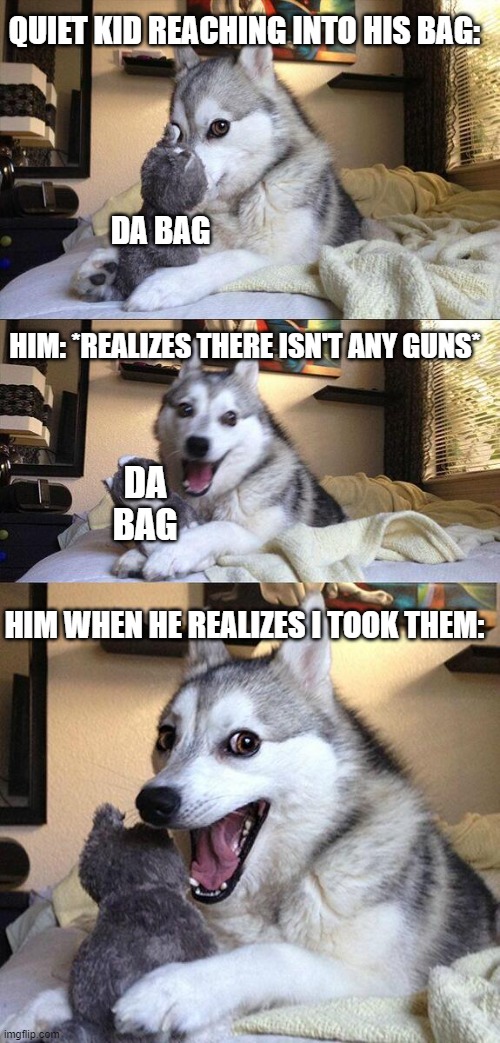 QUIET KID REACHING INTO HIS BAG:
DA BAG
HIM: *REALIZES THERE ISN'T ANY GUNS*
DA
BAG
HIM WHEN HE REALIZES I TOOK THEM:
imgflip.com